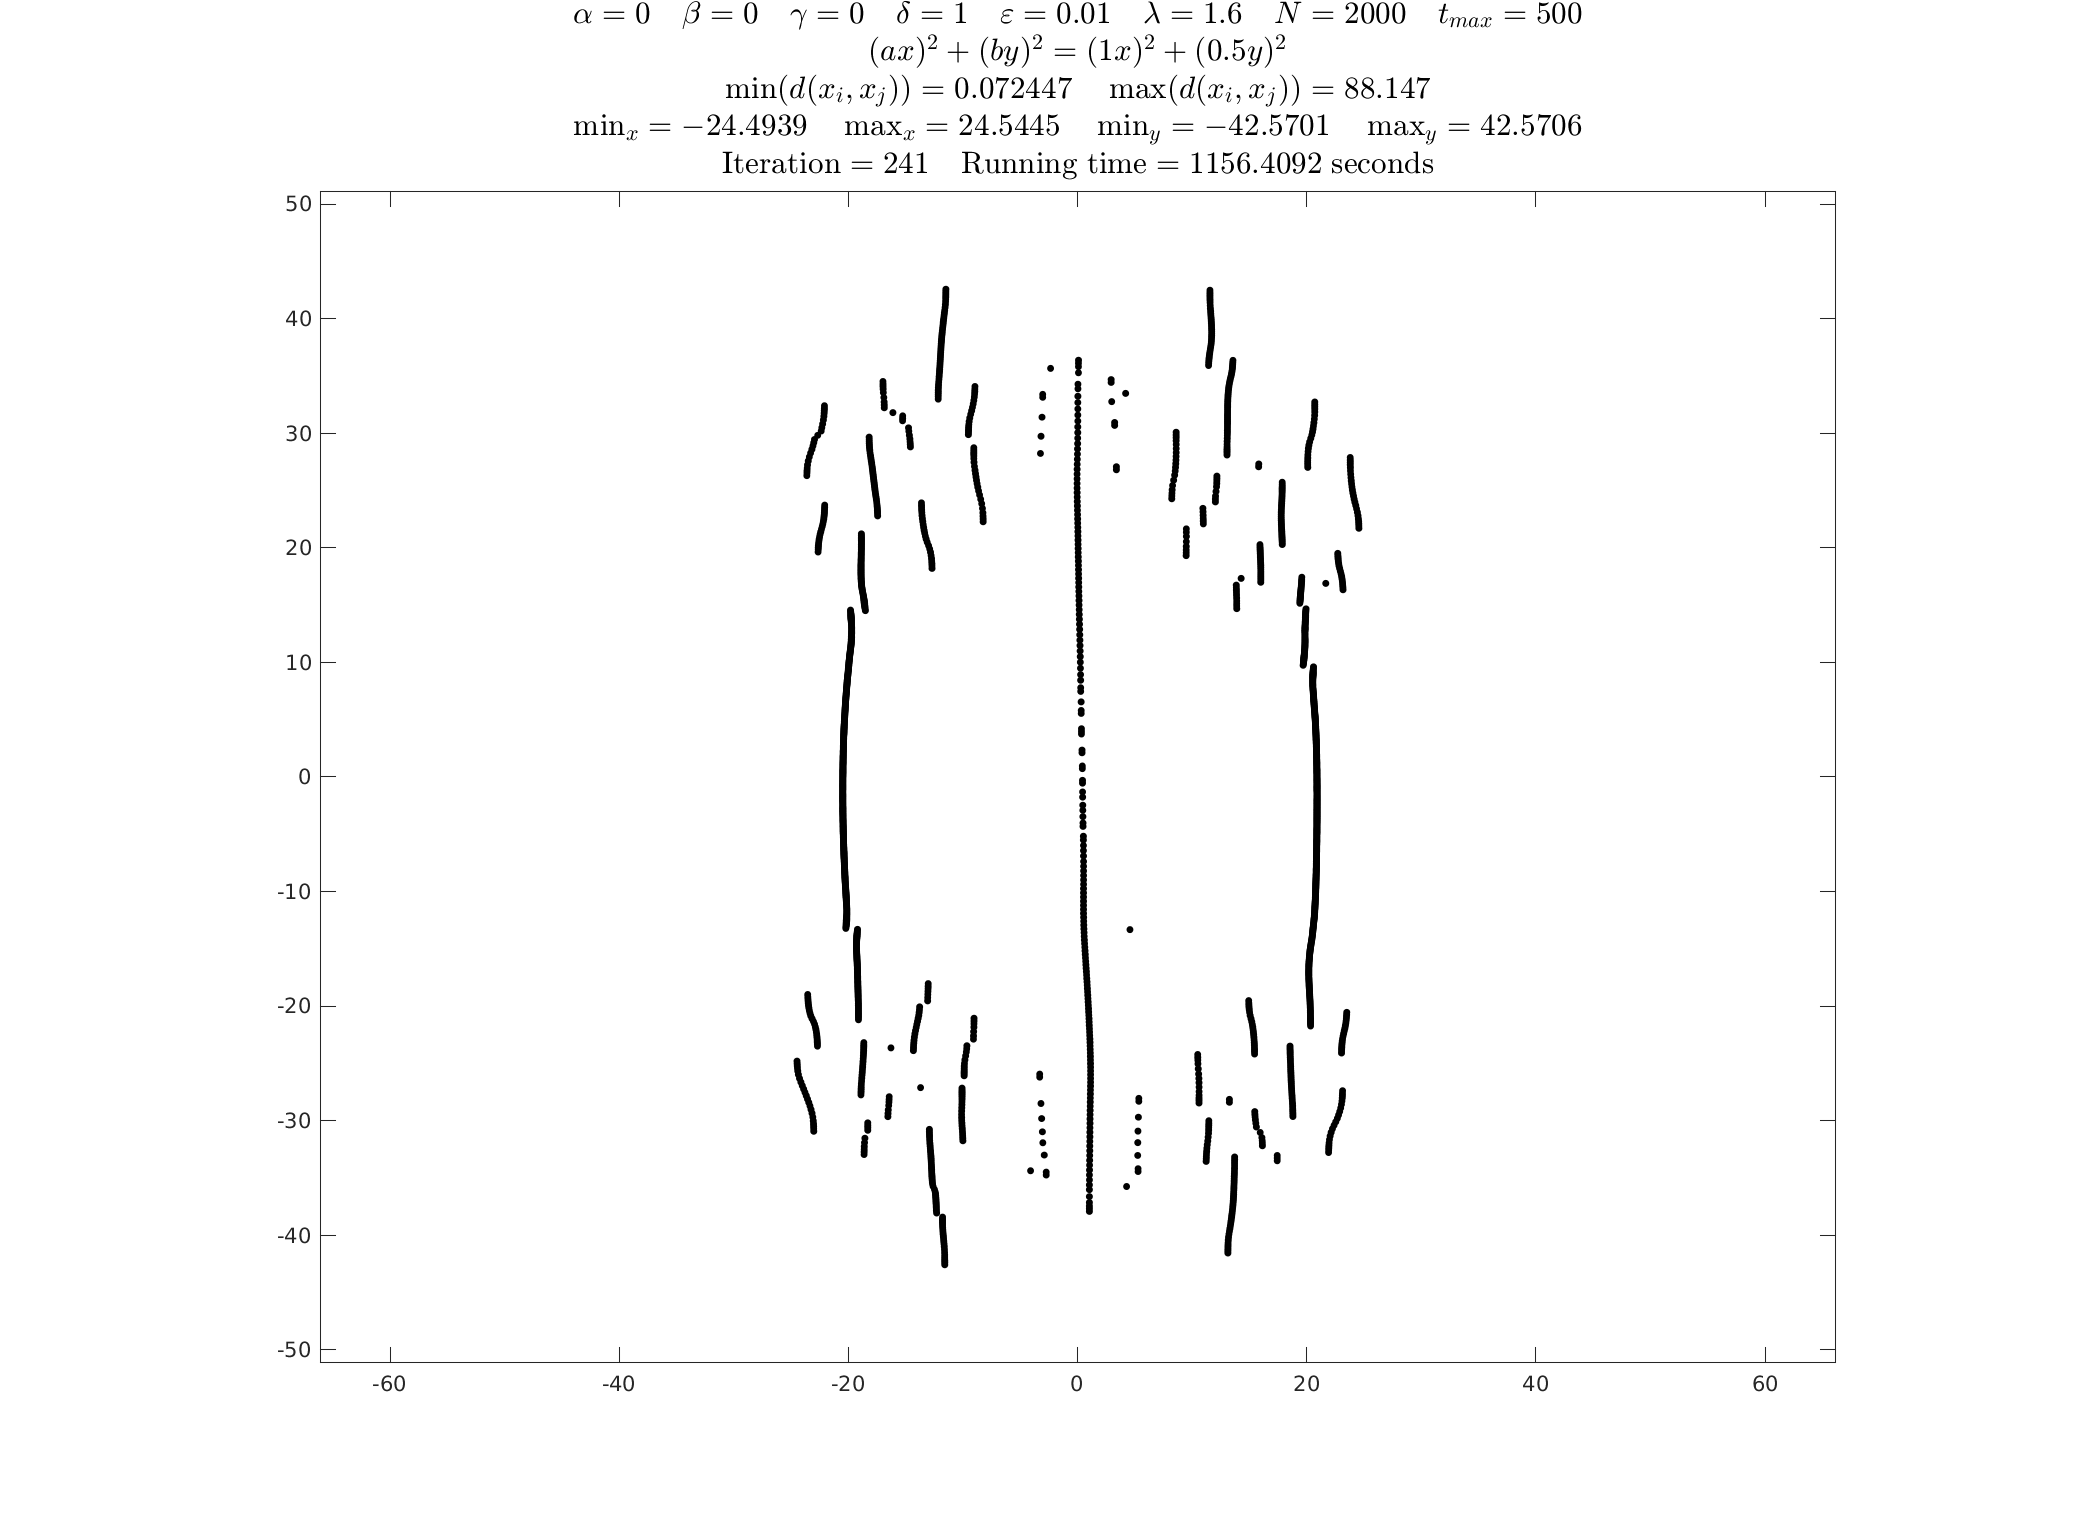 α = 0 β = 0 γ = 0 δ = 1 ε = 0.01 λ = 1.6 N = 2000 t_max = 500
(ax)² + (by)² = (1x)² + (0.5y)²
min(d(x_i, x_j)) = 0.072447 max(d(x_i, x_j)) = 88.147
min_x = −24.4939 max_x = 24.5445 min_y = −42.5701 max_y = 42.5706
Iteration = 241 Running time = 1156.4092 seconds
50
40
30
20
10
0
-10
-20
-30
-40
-50
-60 -40 -20 0 20 40 60